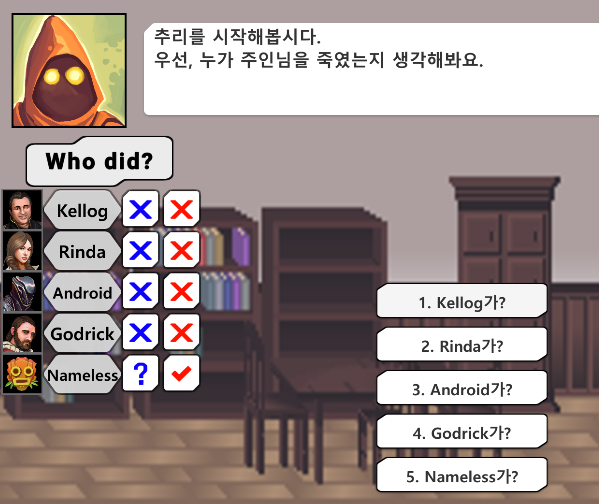 추리를 시작해봅시다.
우선, 누가 주인님을 죽였는지 생각해봐요.
Who did?
Kellog
Rinda
Android
Godrick
Nameless ?
1. Kellog가?
2. Rinda가?
3. Android가?
4. Godrick가?
5. Nameless가?